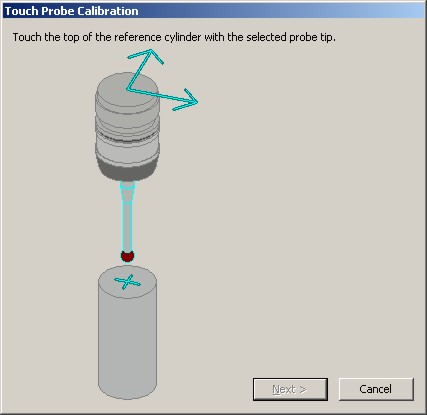 Touch Probe Calibration
Touch the top of the reference cylinder with the selected probe tip.
Next >
Cancel